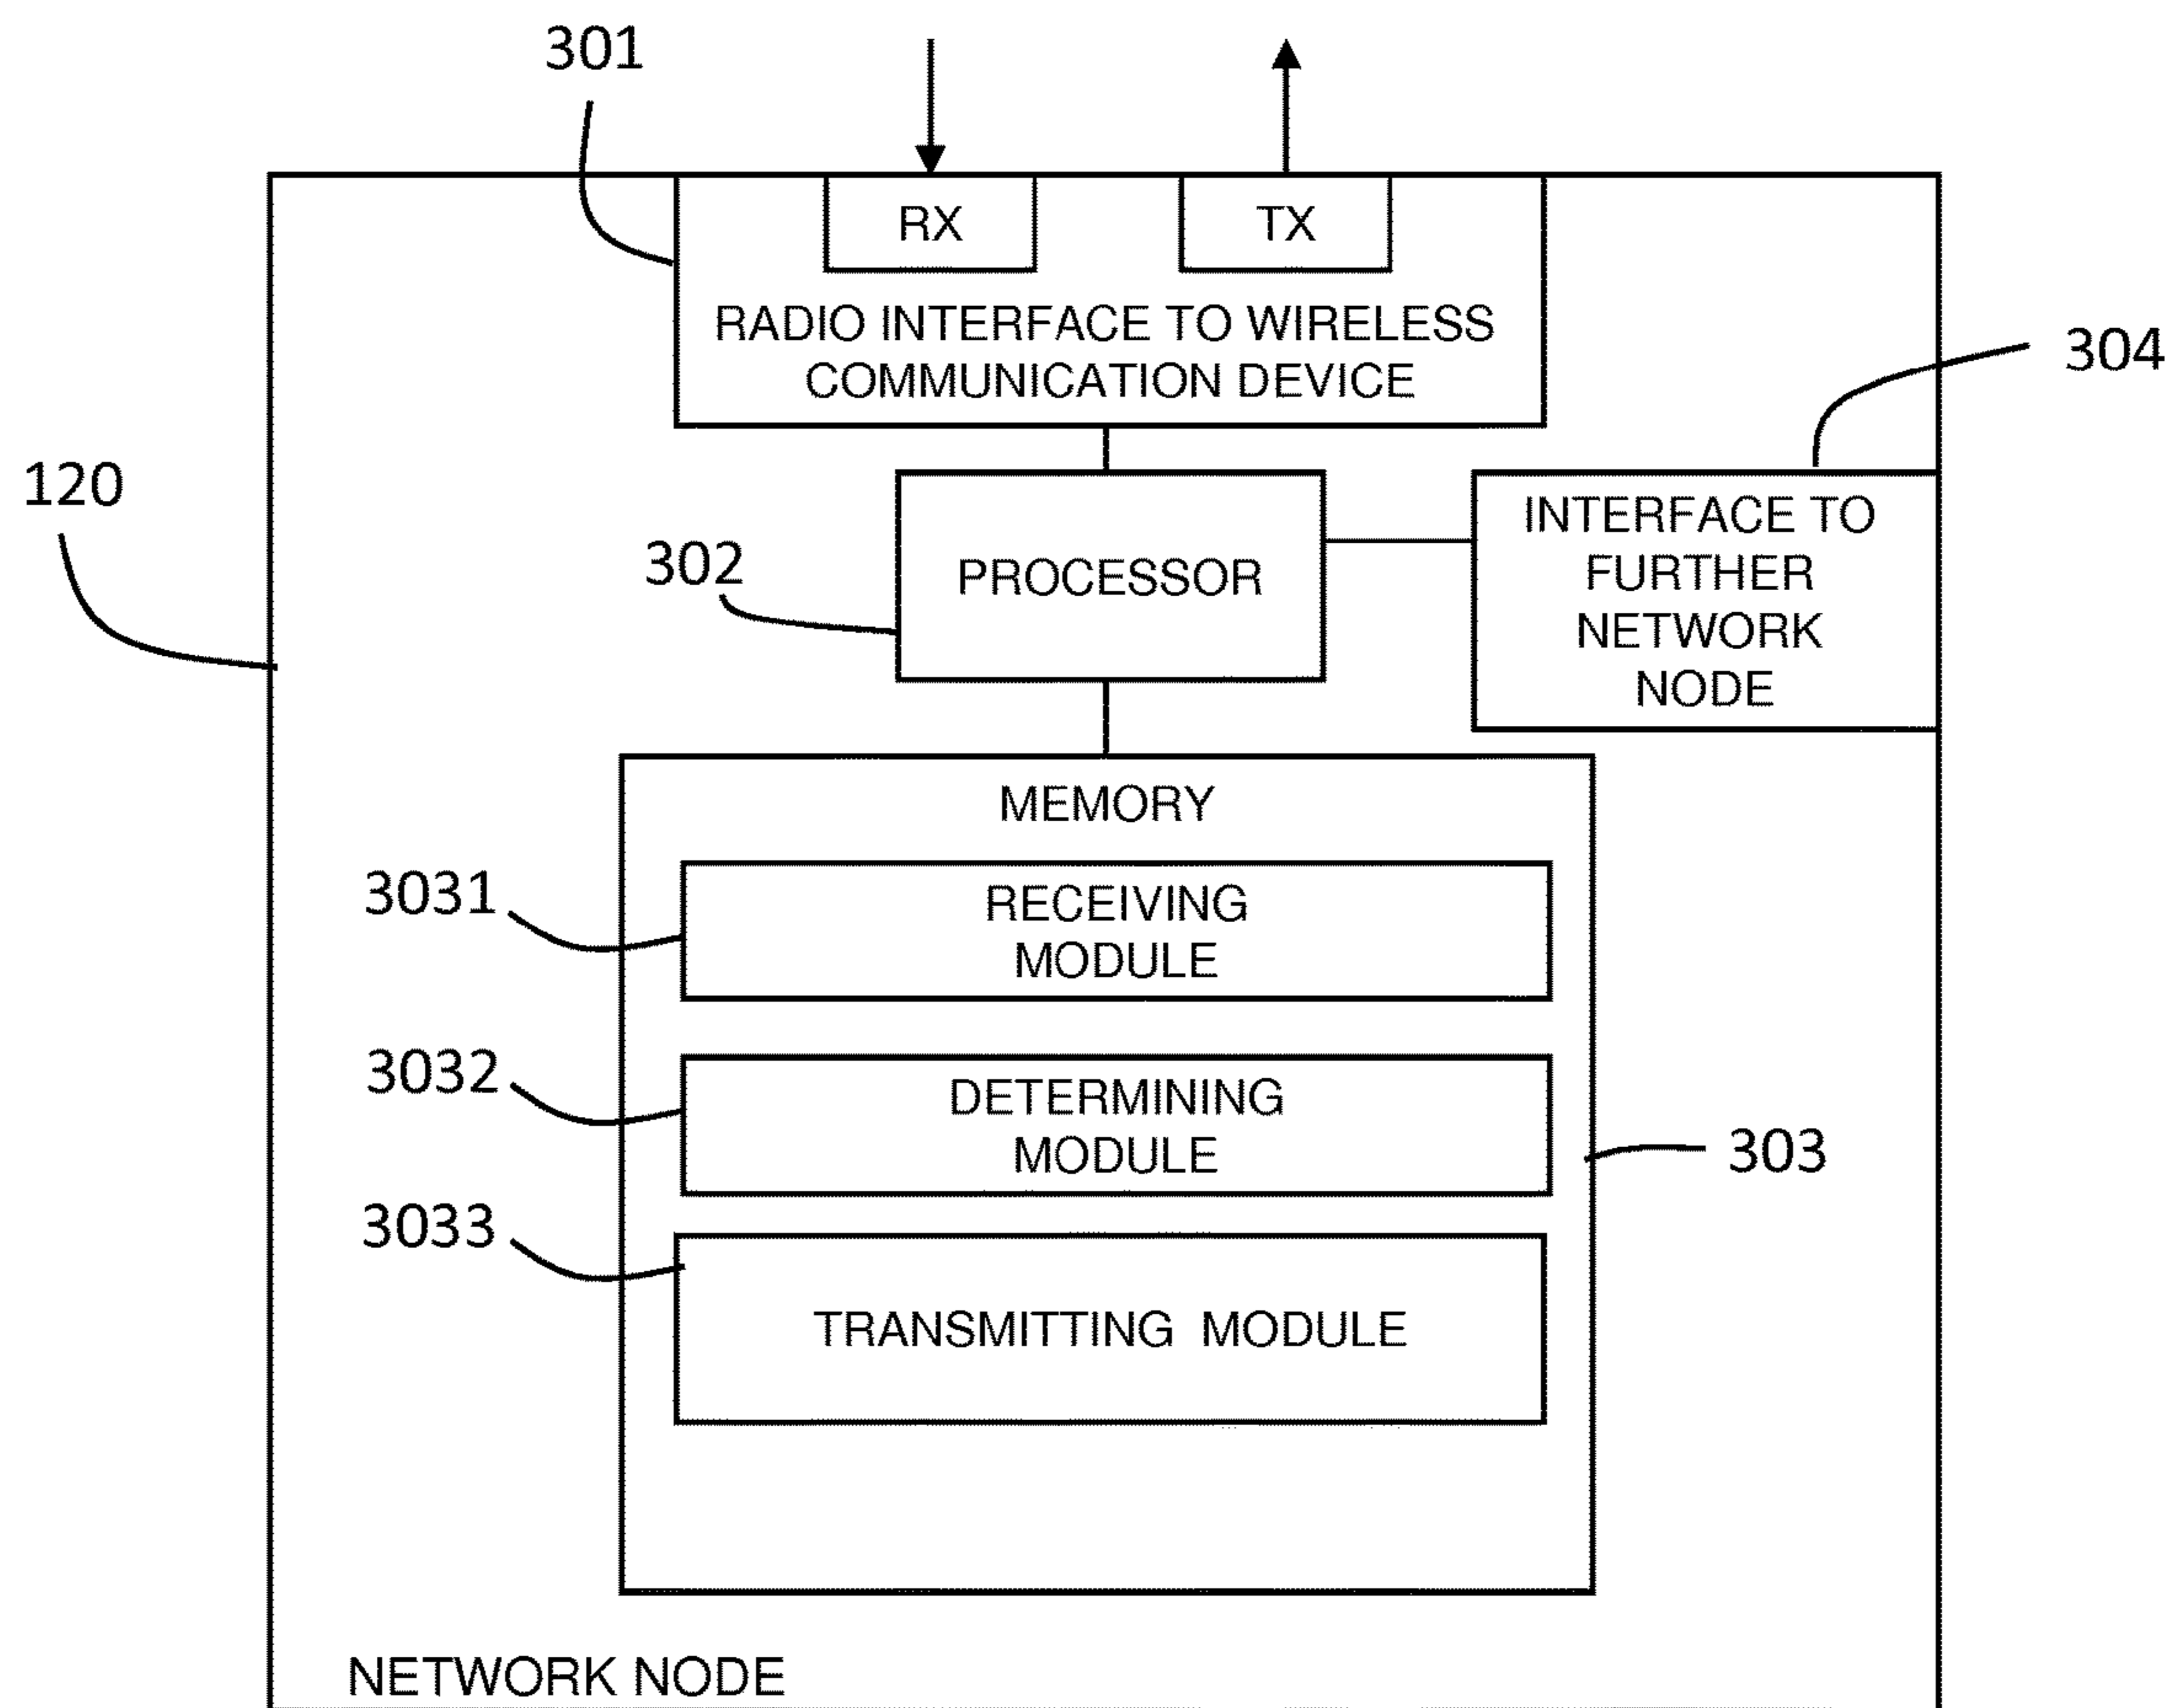 301
RX
TX
RADIO INTERFACE TO WIRELESS
COMMUNICATION DEVICE
304
120
302
PROCESSOR
INTERFACE TO
FURTHER
NETWORK
NODE
MEMORY
3031
RECEIVING
MODULE
3032
DETERMINING
MODULE
303
3033
TRANSMITTING MODULE
NETWORK NODE